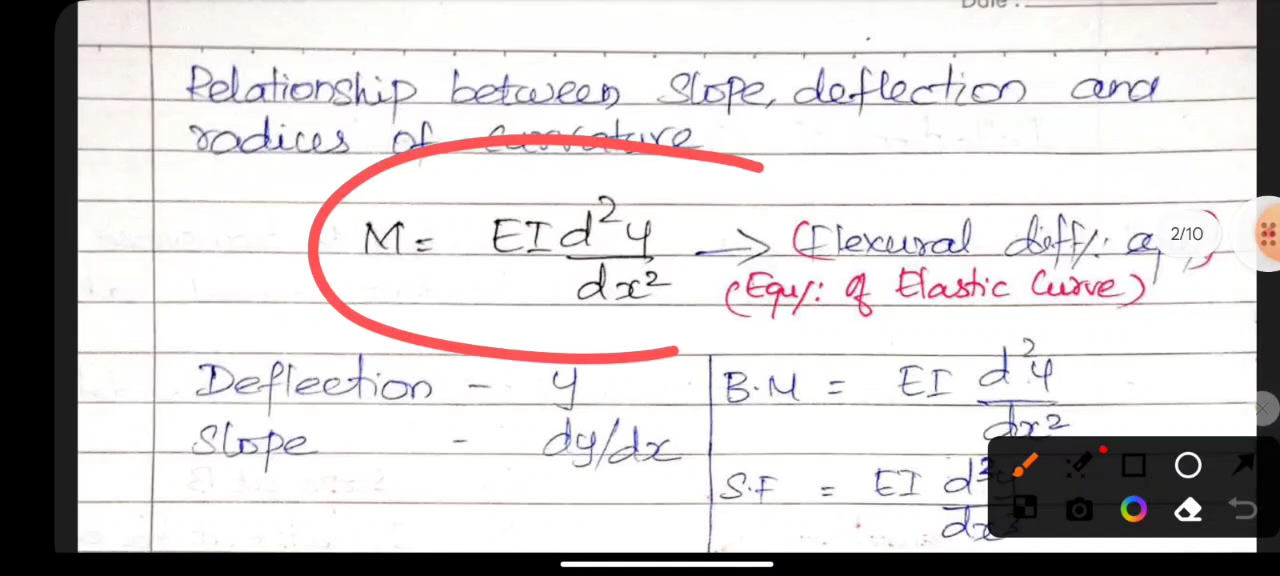 Date :
Relationship between Slope, deflection and
radices of curvature
M = EI d²y/dx² → (Flexural diff/: eq
2/10
(Equ/: of Elastic Curve)
Deflection - y
Slope - dy/dx
B.M = EI d²y/dx²
S.F = EI